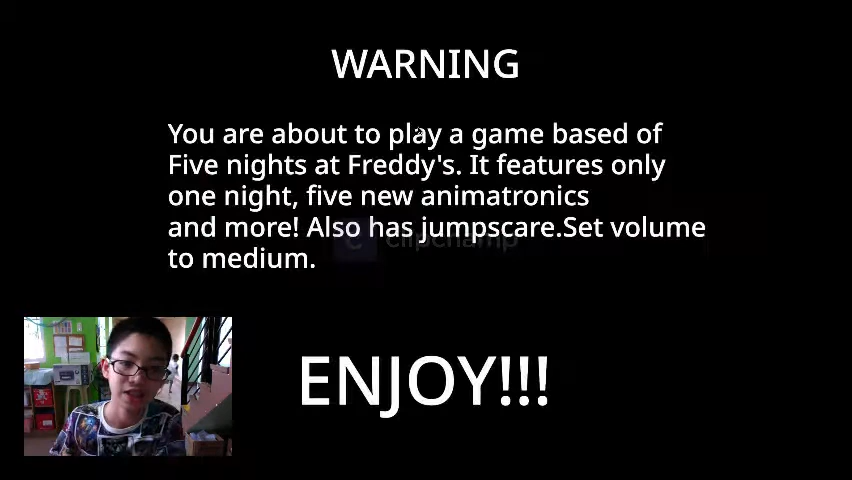 WARNING
You are about to play a game based of
Five nights at Freddy's. It features only
one night, five new animatronics
and more! Also has jumpscare.Set volume
to medium.
clipchamp
ENJOY!!!